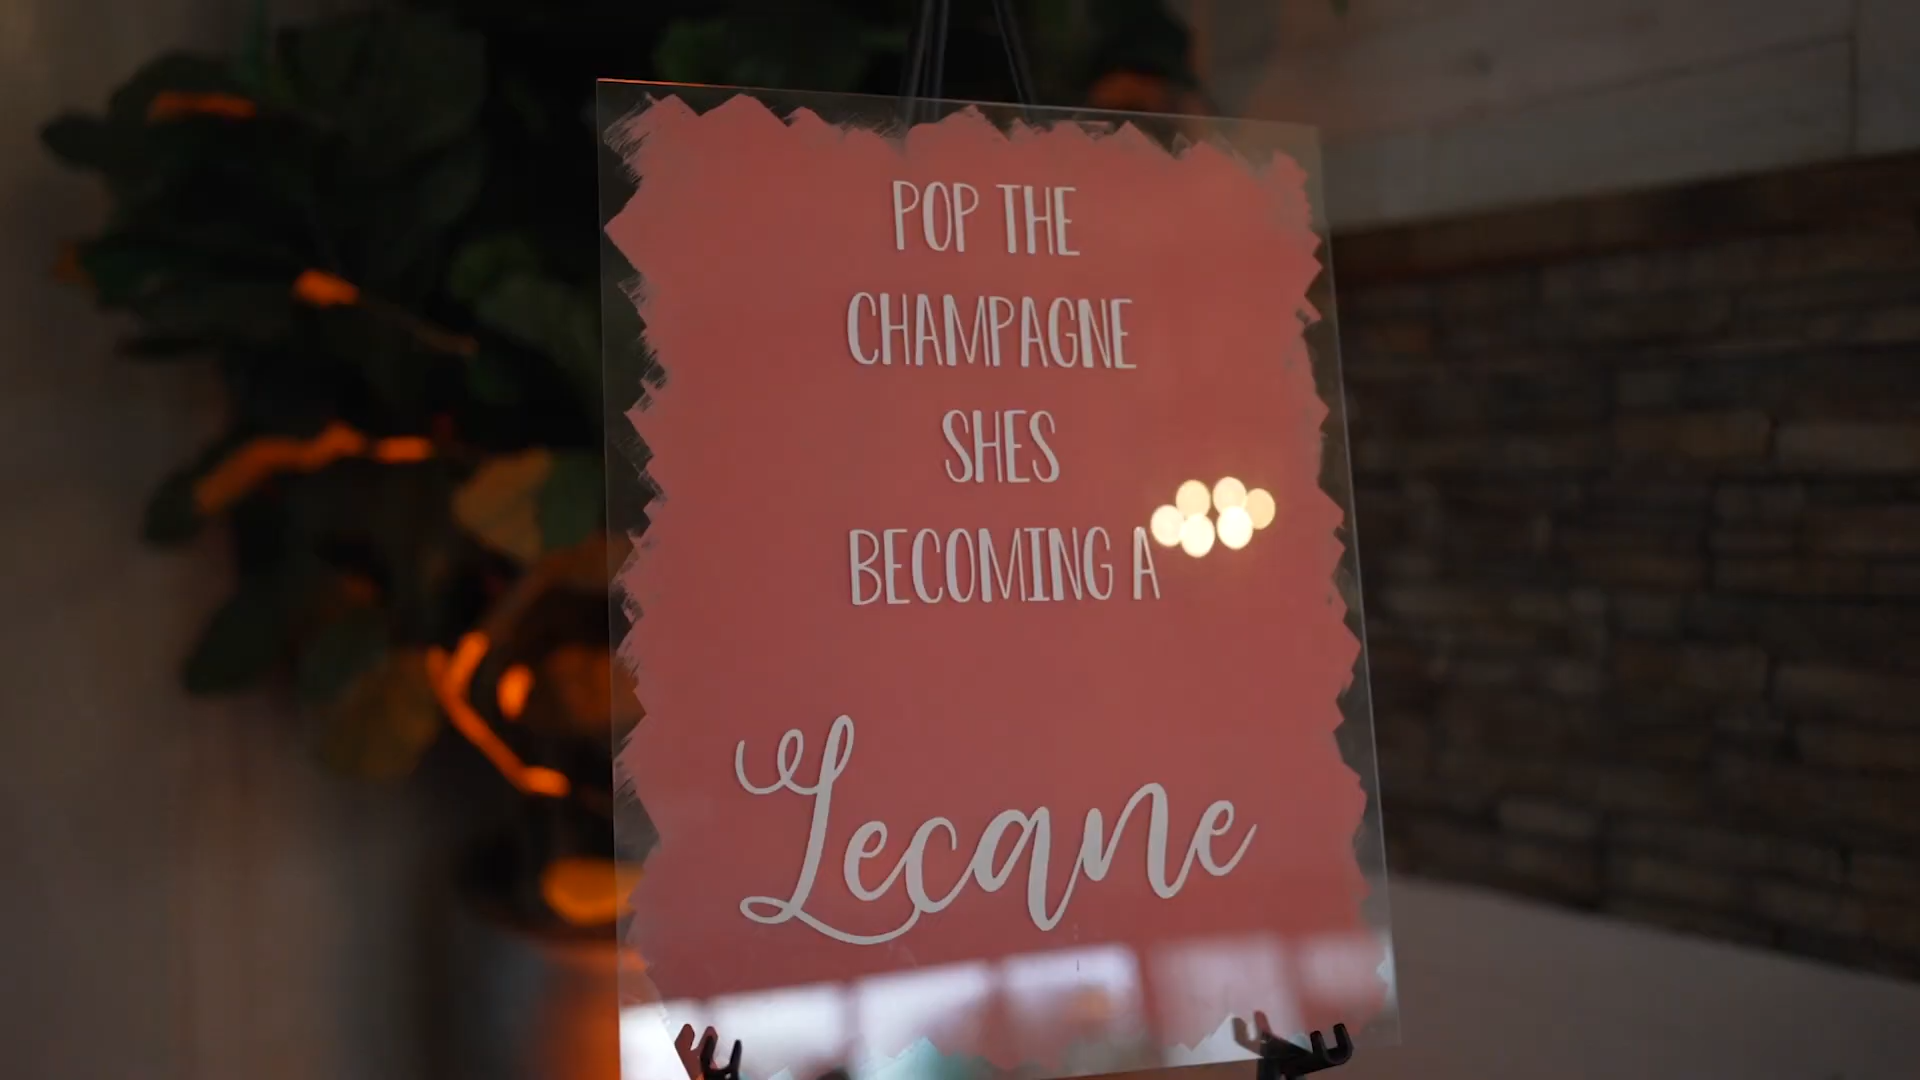 POP THE
CHAMPAGNE
SHES
BECOMING A
Lecane